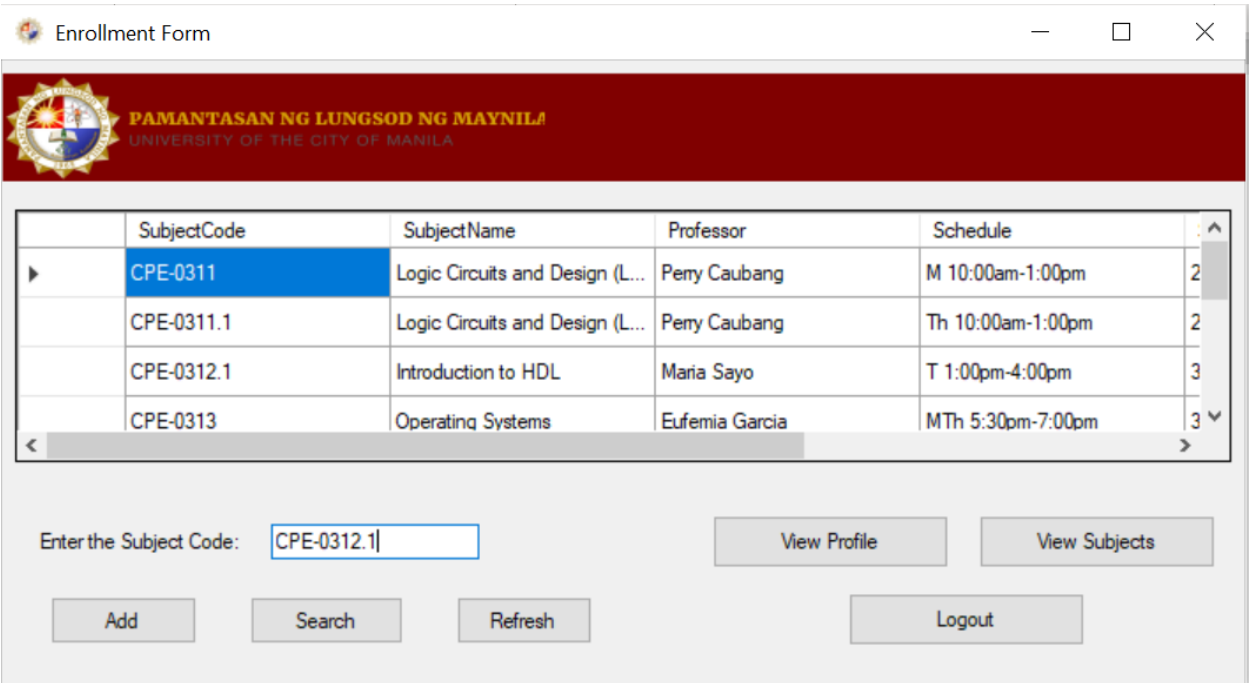 Enrollment Form
PAMANTASAN NG LUNGSOD NG MAYNILA
UNIVERSITY OF THE CITY OF MANILA
SubjectCode SubjectName Professor Schedule
CPE-0311 Logic Circuits and Design (L... Perry Caubang M 10:00am-1:00pm 2
CPE-0311.1 Logic Circuits and Design (L... Perry Caubang Th 10:00am-1:00pm 2
CPE-0312.1 Introduction to HDL Maria Sayo T 1:00pm-4:00pm 3
CPE-0313 Operating Systems Eufemia Garcia MTh 5:30pm-7:00pm 3
Enter the Subject Code: CPE-0312.1 View Profile View Subjects
Add Search Refresh Logout